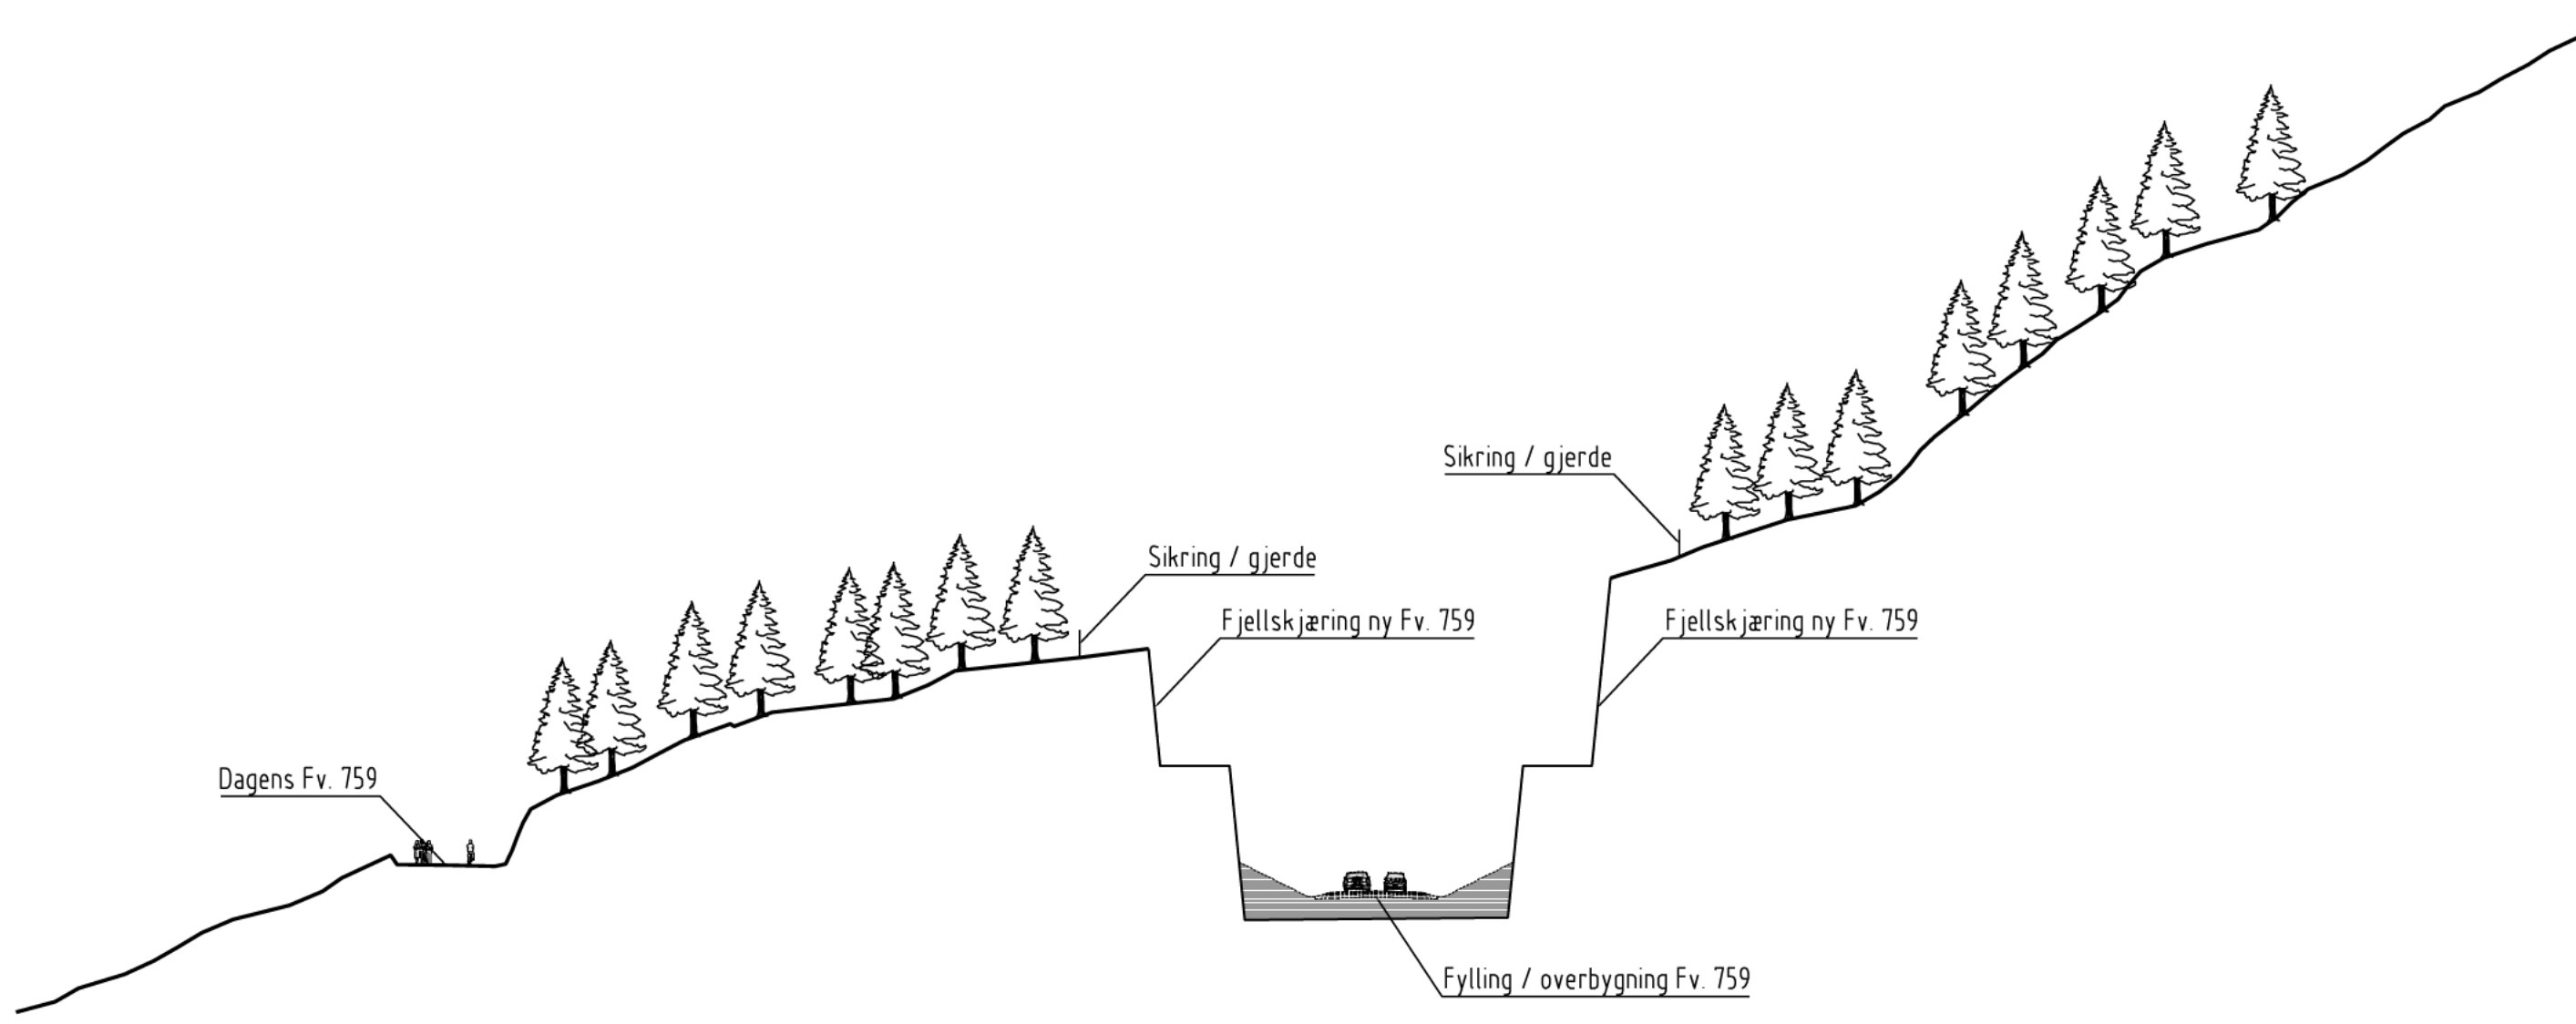 Sikring / gjerde
Sikring / gjerde
Fjellskjæring ny Fv. 759
Fjellskjæring ny Fv. 759
Dagens Fv. 759
Fylling / overbygning Fv. 759